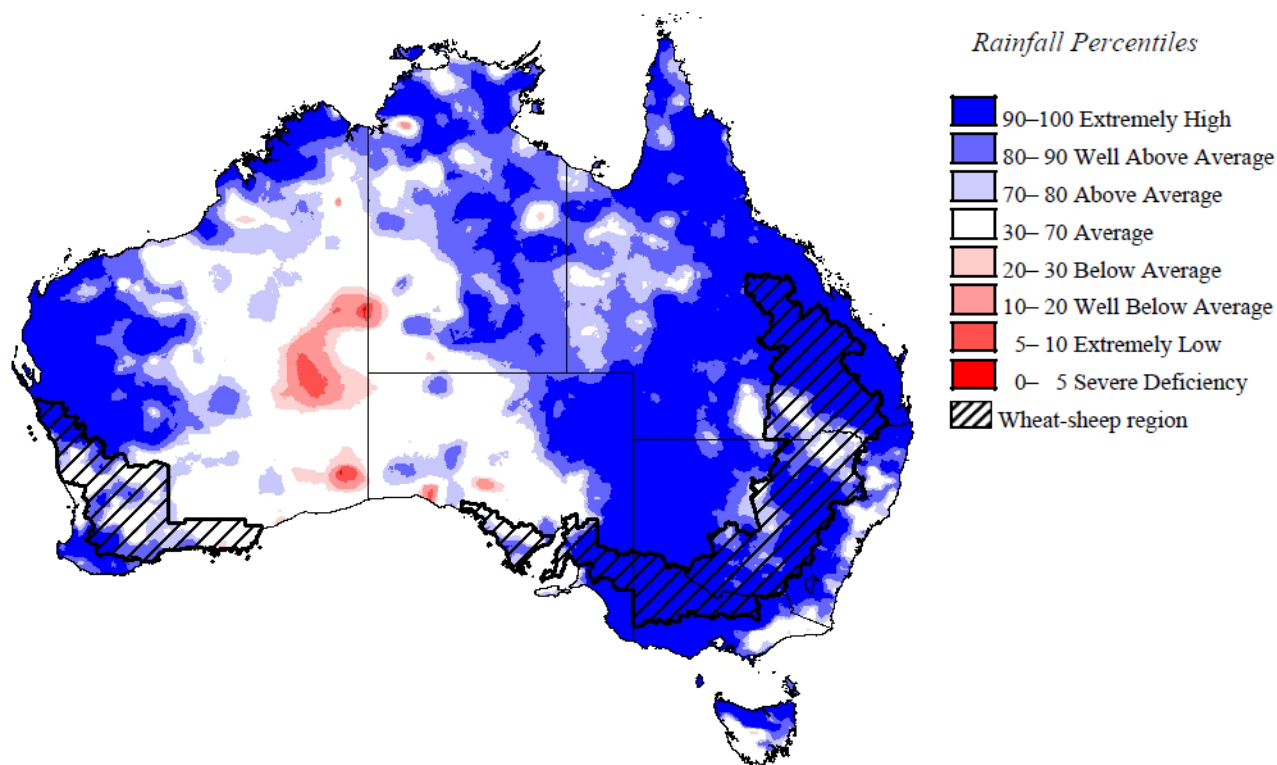 Rainfall Percentiles
90–100 Extremely High
80– 90 Well Above Average
70– 80 Above Average
30– 70 Average
20– 30 Below Average
10– 20 Well Below Average
5– 10 Extremely Low
0– 5 Severe Deficiency
Wheat-sheep region